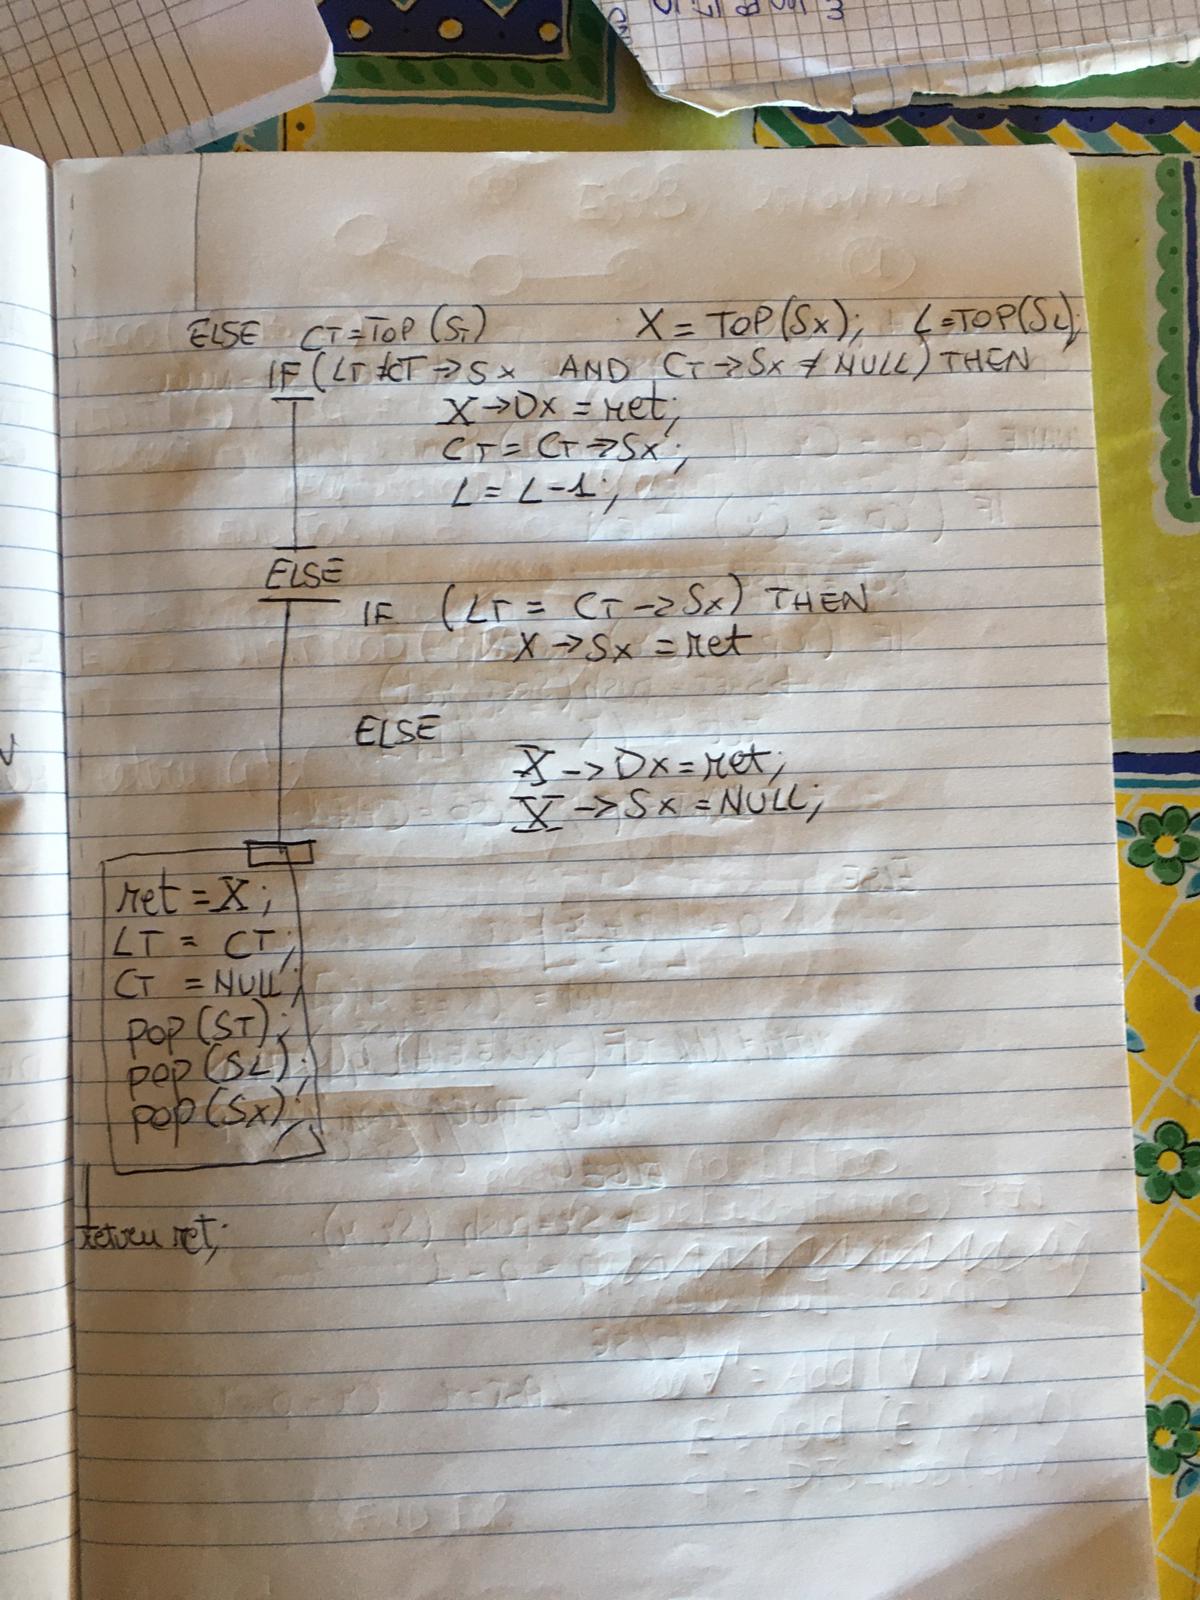 ELSE CT=TOP(ST) X = TOP(Sx); L=TOP(SL);
IF (LT≠CT→Sx AND CT→Sx ≠ NULL) THEN
X→Dx = ret;
CT = CT→Sx;
L = L-1;
ELSE
IF (LT = CT→Sx) THEN
X→Sx = ret
ELSE
X→Dx=ret;
X→Sx=NULL;
ret = X;
LT = CT;
CT = NULL;
pop(ST);
pop(SL);
pop(Sx);
ret;